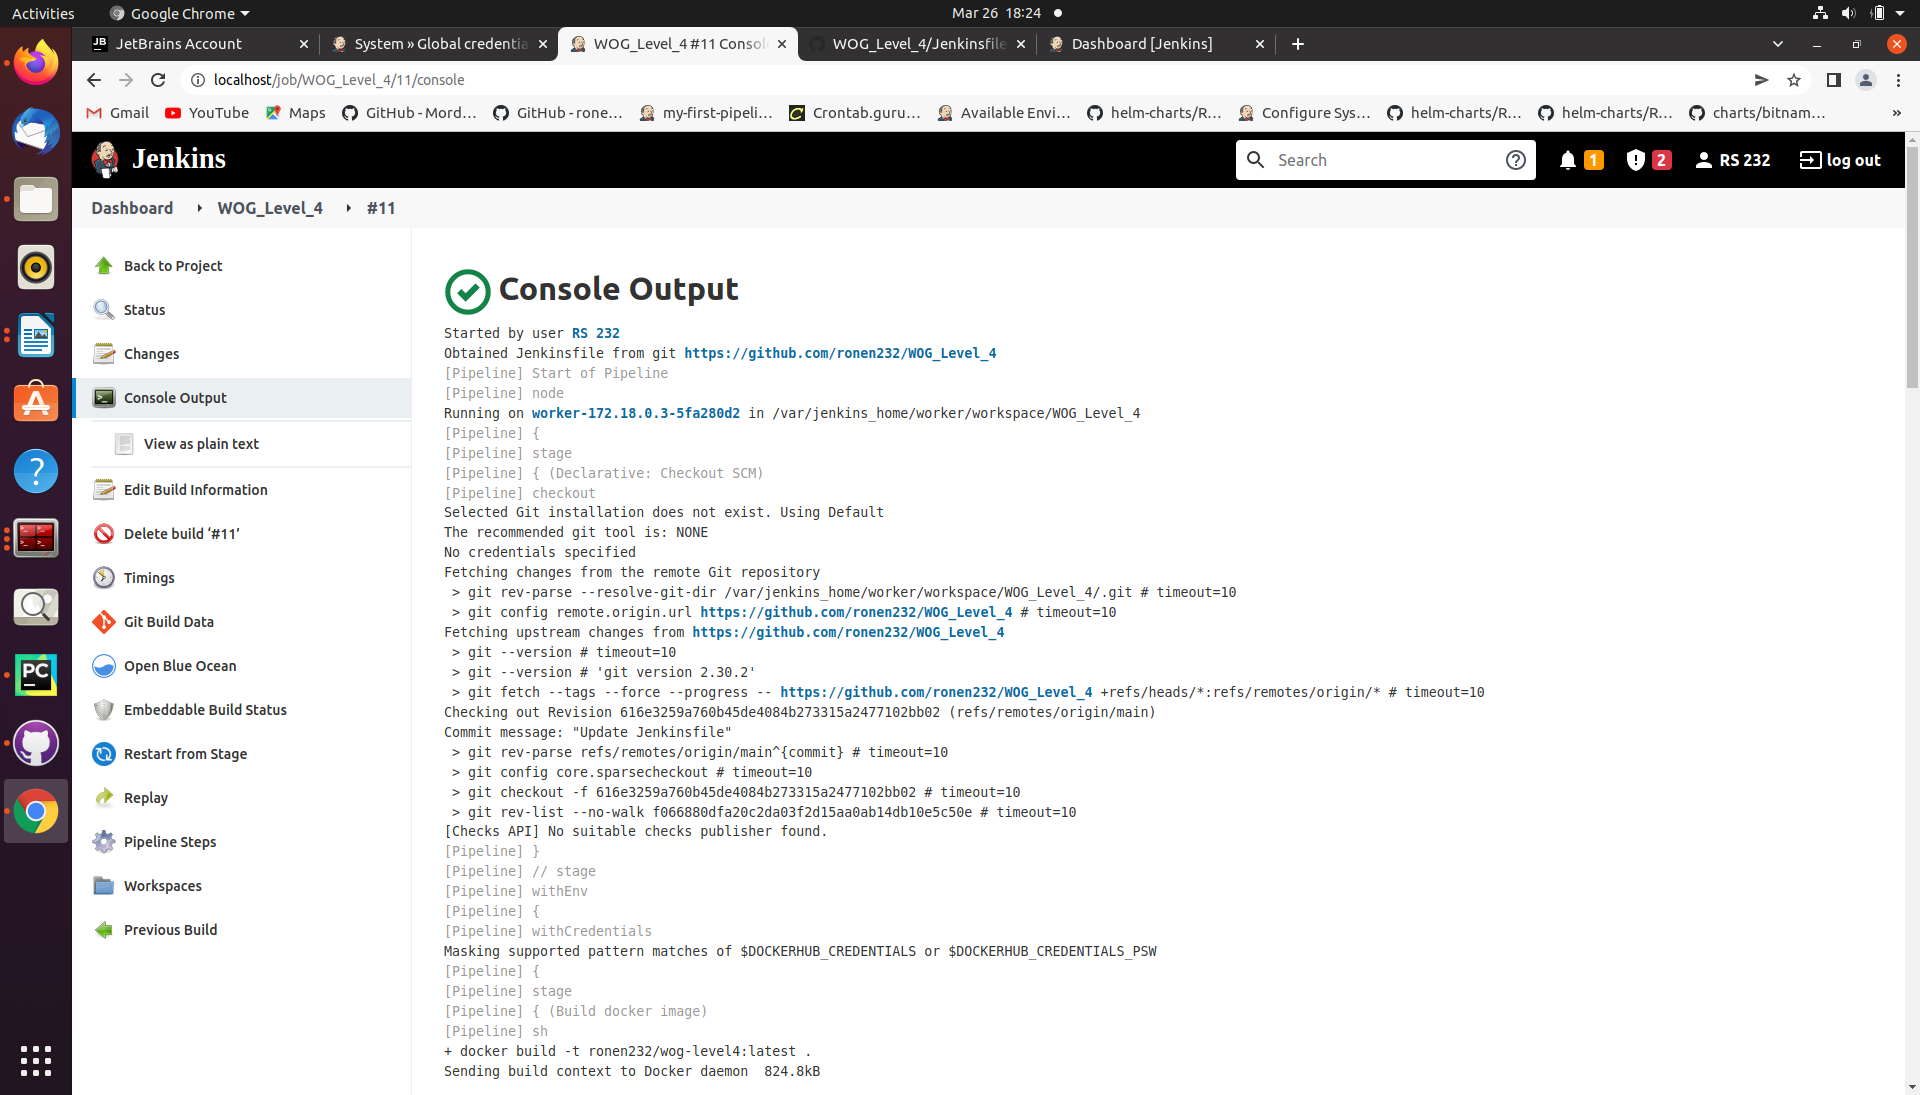 Activities Google Chrome Mar 26 18:24
JetBrains Account System » Global credentia WOG_Level_4 #11 Consol WOG_Level_4/Jenkinsfile Dashboard [Jenkins]
localhost/job/WOG_Level_4/11/console
Gmail YouTube Maps GitHub - Mord... GitHub - rone... my-first-pipeli... Crontab.guru... Available Envi... helm-charts/R... Configure Sys... helm-charts/R... helm-charts/R... charts/bitnam... »
Jenkins Search 1 2 RS 232 log out
Dashboard WOG_Level_4 #11
Back to Project
Status
Changes
Console Output
View as plain text
Edit Build Information
Delete build ‘#11’
Timings
Git Build Data
Open Blue Ocean
Embeddable Build Status
Restart from Stage
Replay
Pipeline Steps
Workspaces
Previous Build
Console Output
Started by user RS 232
Obtained Jenkinsfile from git https://github.com/ronen232/WOG_Level_4
[Pipeline] Start of Pipeline
[Pipeline] node
Running on worker-172.18.0.3-5fa280d2 in /var/jenkins_home/worker/workspace/WOG_Level_4
[Pipeline] {
[Pipeline] stage
[Pipeline] { (Declarative: Checkout SCM)
[Pipeline] checkout
Selected Git installation does not exist. Using Default
The recommended git tool is: NONE
No credentials specified
Fetching changes from the remote Git repository
> git rev-parse --resolve-git-dir /var/jenkins_home/worker/workspace/WOG_Level_4/.git # timeout=10
> git config remote.origin.url https://github.com/ronen232/WOG_Level_4 # timeout=10
Fetching upstream changes from https://github.com/ronen232/WOG_Level_4
> git --version # timeout=10
> git --version # 'git version 2.30.2'
> git fetch --tags --force --progress -- https://github.com/ronen232/WOG_Level_4 +refs/heads/*:refs/remotes/origin/* # timeout=10
Checking out Revision 616e3259a760b45de4084b273315a2477102bb02 (refs/remotes/origin/main)
Commit message: "Update Jenkinsfile"
> git rev-parse refs/remotes/origin/main^{commit} # timeout=10
> git config core.sparsecheckout # timeout=10
> git checkout -f 616e3259a760b45de4084b273315a2477102bb02 # timeout=10
> git rev-list --no-walk f066880dfa20c2da03f2d15aa0ab14db10e5c50e # timeout=10
[Checks API] No suitable checks publisher found.
[Pipeline] }
[Pipeline] // stage
[Pipeline] withEnv
[Pipeline] {
[Pipeline] withCredentials
Masking supported pattern matches of $DOCKERHUB_CREDENTIALS or $DOCKERHUB_CREDENTIALS_PSW
[Pipeline] {
[Pipeline] stage
[Pipeline] { (Build docker image)
[Pipeline] sh
+ docker build -t ronen232/wog-level4:latest .
Sending build context to Docker daemon 824.8kB